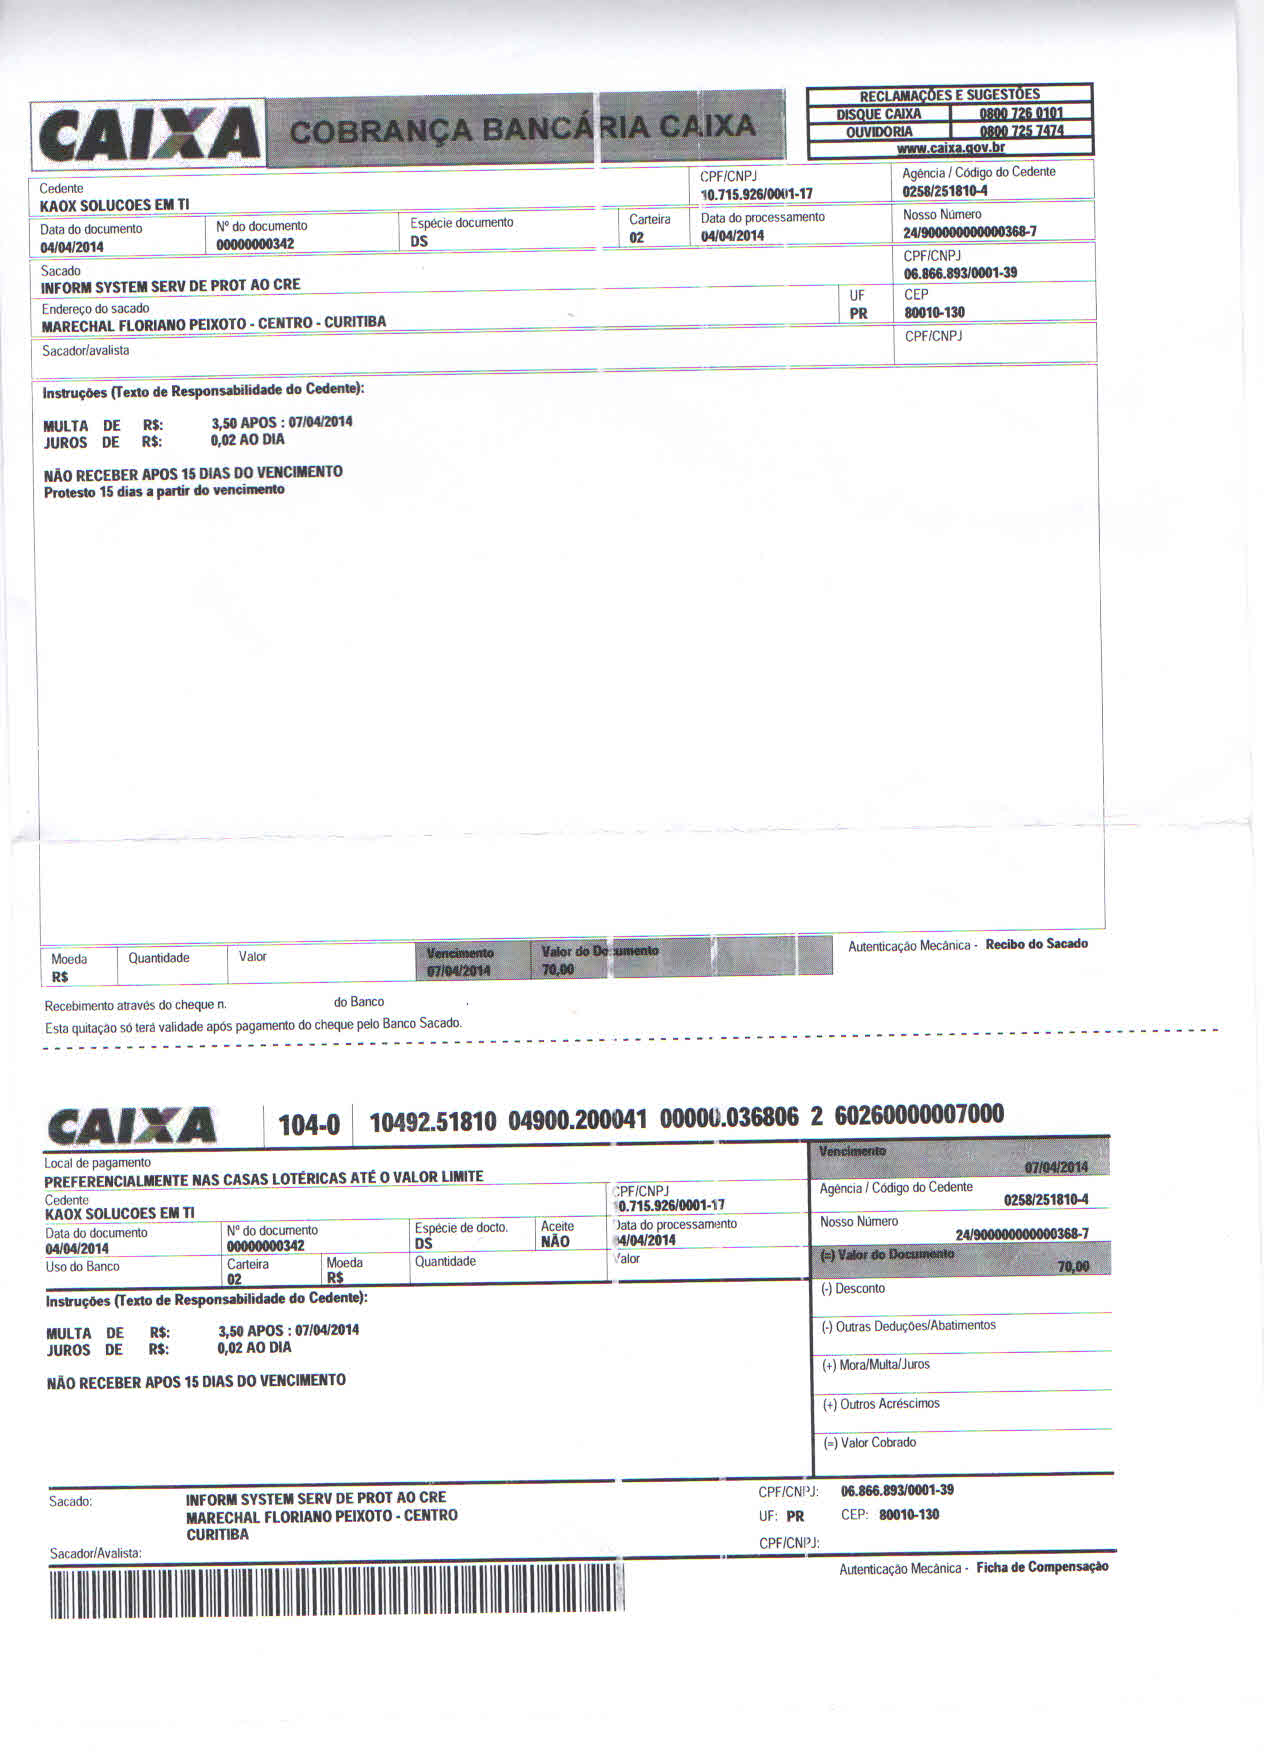 CAIXA COBRANÇA BANCÁRIA CAIXA
RECLAMAÇÕES E SUGESTÕES
DISQUE CAIXA 0800 726 0101
OUVIDORIA 0800 725 7474
www.caixa.gov.br
Cedente CPF/CNPJ Agência / Código do Cedente
KAOX SOLUCOES EM TI 10.715.926/0001-17 0258/251810-4
Data do documento Nº do documento Espécie documento Carteira Data do processamento Nosso Número
04/04/2014 00000000342 DS 02 04/04/2014 24/900000000000368-7
Sacado CPF/CNPJ
INFORM SYSTEM SERV DE PROT AO CRE 06.866.893/0001-39
Endereço do sacado UF CEP
MARECHAL FLORIANO PEIXOTO - CENTRO - CURITIBA PR 80010-130
Sacador/avalista CPF/CNPJ
Instruções (Texto de Responsabilidade do Cedente):
MULTA DE R$: 3,50 APOS : 07/04/2014
JUROS DE R$: 0,02 AO DIA
NÃO RECEBER APOS 15 DIAS DO VENCIMENTO
Protesto 15 dias a partir do vencimento
Moeda Quantidade Valor Vencimento Valor do Documento Autenticação Mecânica - Recibo do Sacado
R$ 07/04/2014 70,00
Recebimento através do cheque n. do Banco
Esta quitação só terá validade após pagamento do cheque pelo Banco Sacado.
CAIXA 104-0 10492.51810 04900.200041 00000.036806 2 60260000007000
Local de pagamento Vencimento
PREFERENCIALMENTE NAS CASAS LOTÉRICAS ATÉ O VALOR LIMITE 07/04/2014
Cedente CPF/CNPJ Agência / Código do Cedente
KAOX SOLUCOES EM TI 10.715.926/0001-17 0258/251810-4
Data do documento Nº do documento Espécie de docto. Aceite Data do processamento Nosso Número
04/04/2014 00000000342 DS NÃO 04/04/2014 24/900000000000368-7
Uso do Banco Carteira Moeda Quantidade Valor (=) Valor do Documento
02 R$ 70,00
Instruções (Texto de Responsabilidade do Cedente): (-) Desconto
MULTA DE R$: 3,50 APOS : 07/04/2014 (-) Outras Deduções/Abatimentos
JUROS DE R$: 0,02 AO DIA
(+) Mora/Multa/Juros
NÃO RECEBER APOS 15 DIAS DO VENCIMENTO
(+) Outros Acréscimos
(=) Valor Cobrado
Sacado: INFORM SYSTEM SERV DE PROT AO CRE CPF/CNPJ: 06.866.893/0001-39
MARECHAL FLORIANO PEIXOTO - CENTRO UF: PR CEP: 80010-130
CURITIBA
Sacador/Avalista: CPF/CNPJ:
Autenticação Mecânica - Ficha de Compensação